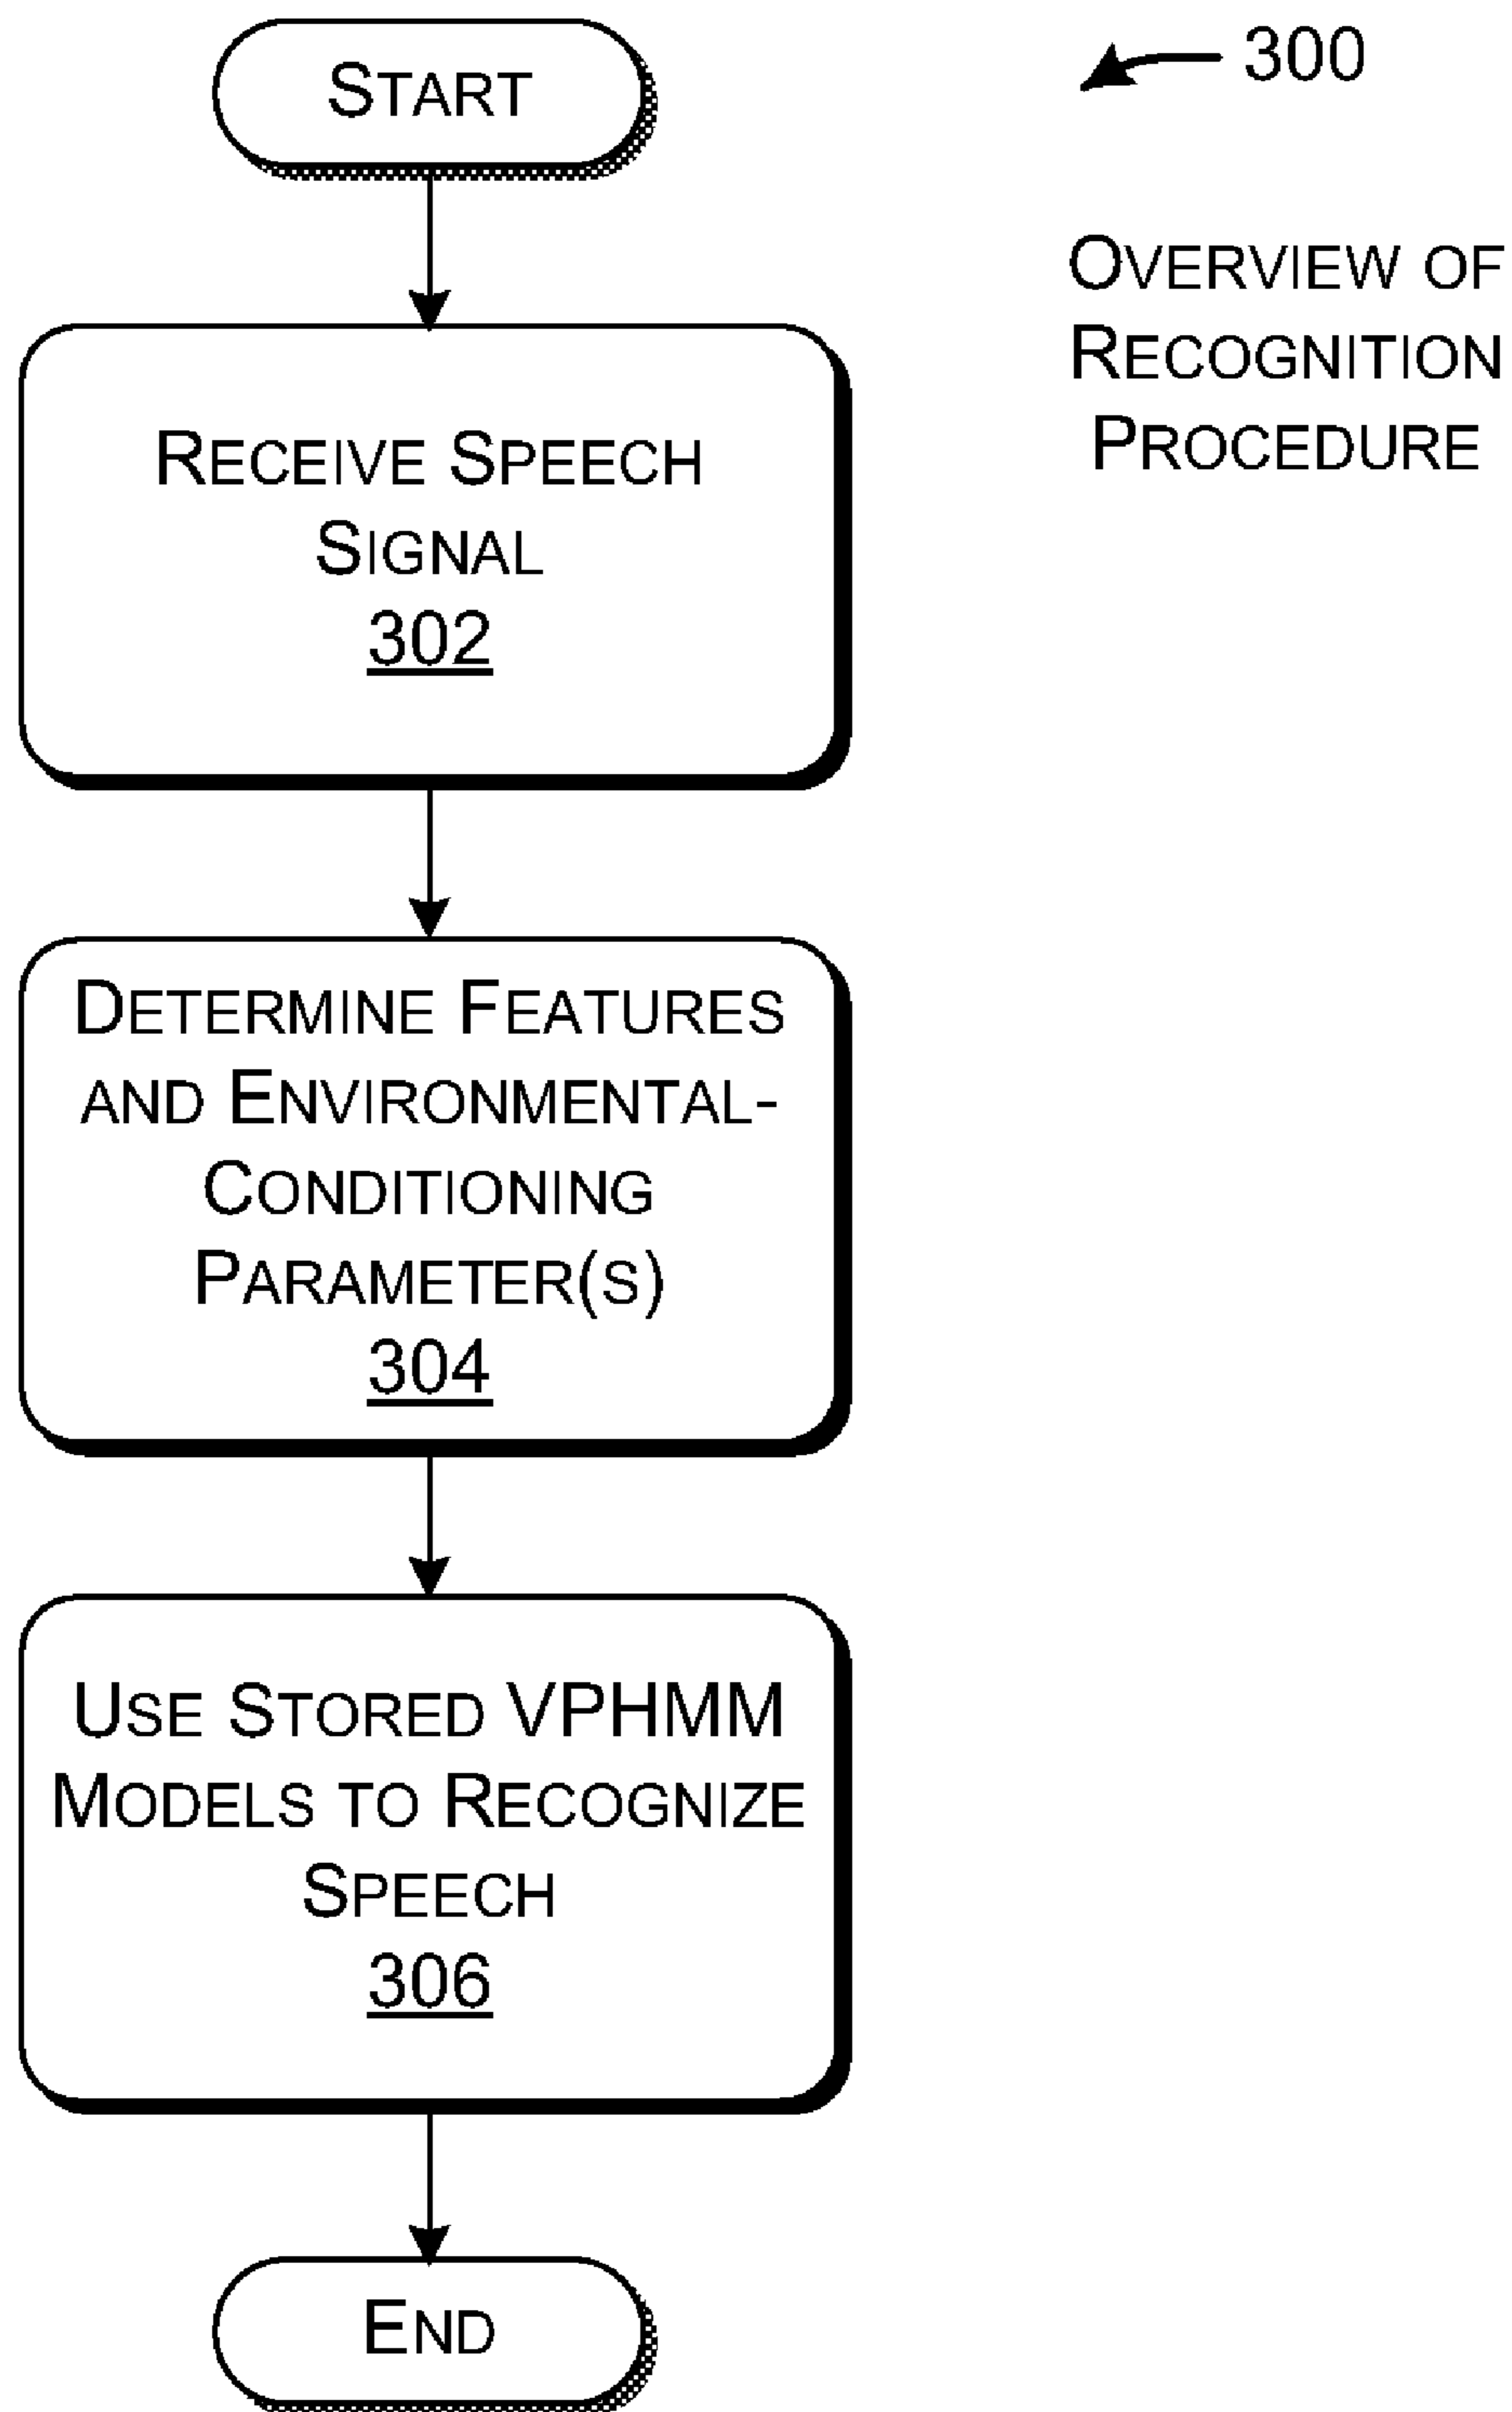 START
300
OVERVIEW OF
RECOGNITION
PROCEDURE
RECEIVE SPEECH
SIGNAL
302
DETERMINE FEATURES
AND ENVIRONMENTAL-
CONDITIONING
PARAMETER(S)
304
USE STORED VPHMM
MODELS TO RECOGNIZE
SPEECH
306
END